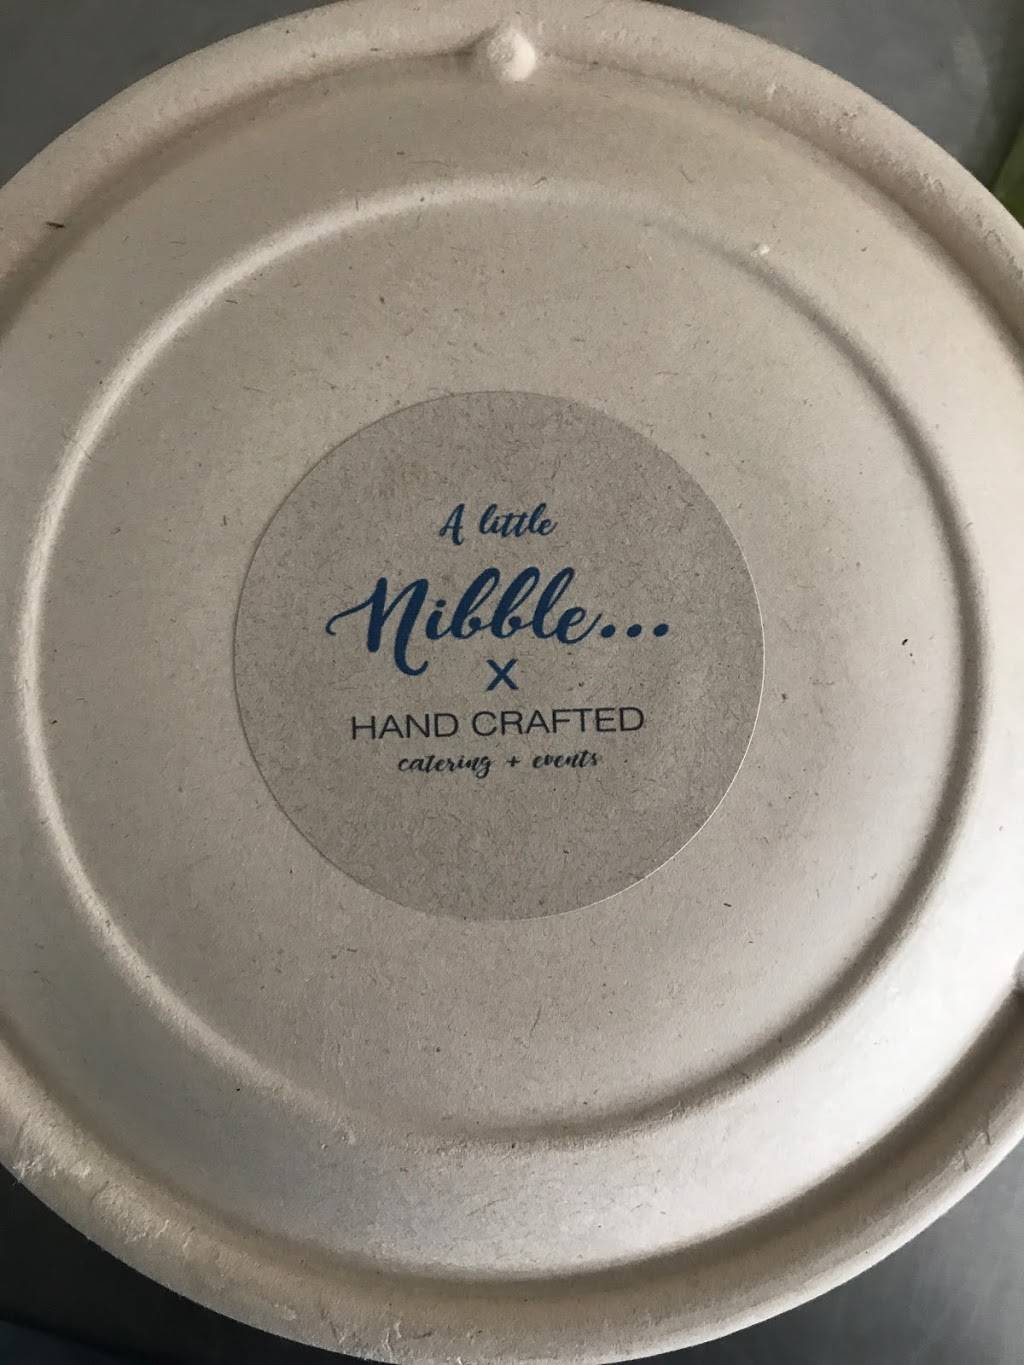 A little
Nibble...
X
HAND CRAFTED
catering + events